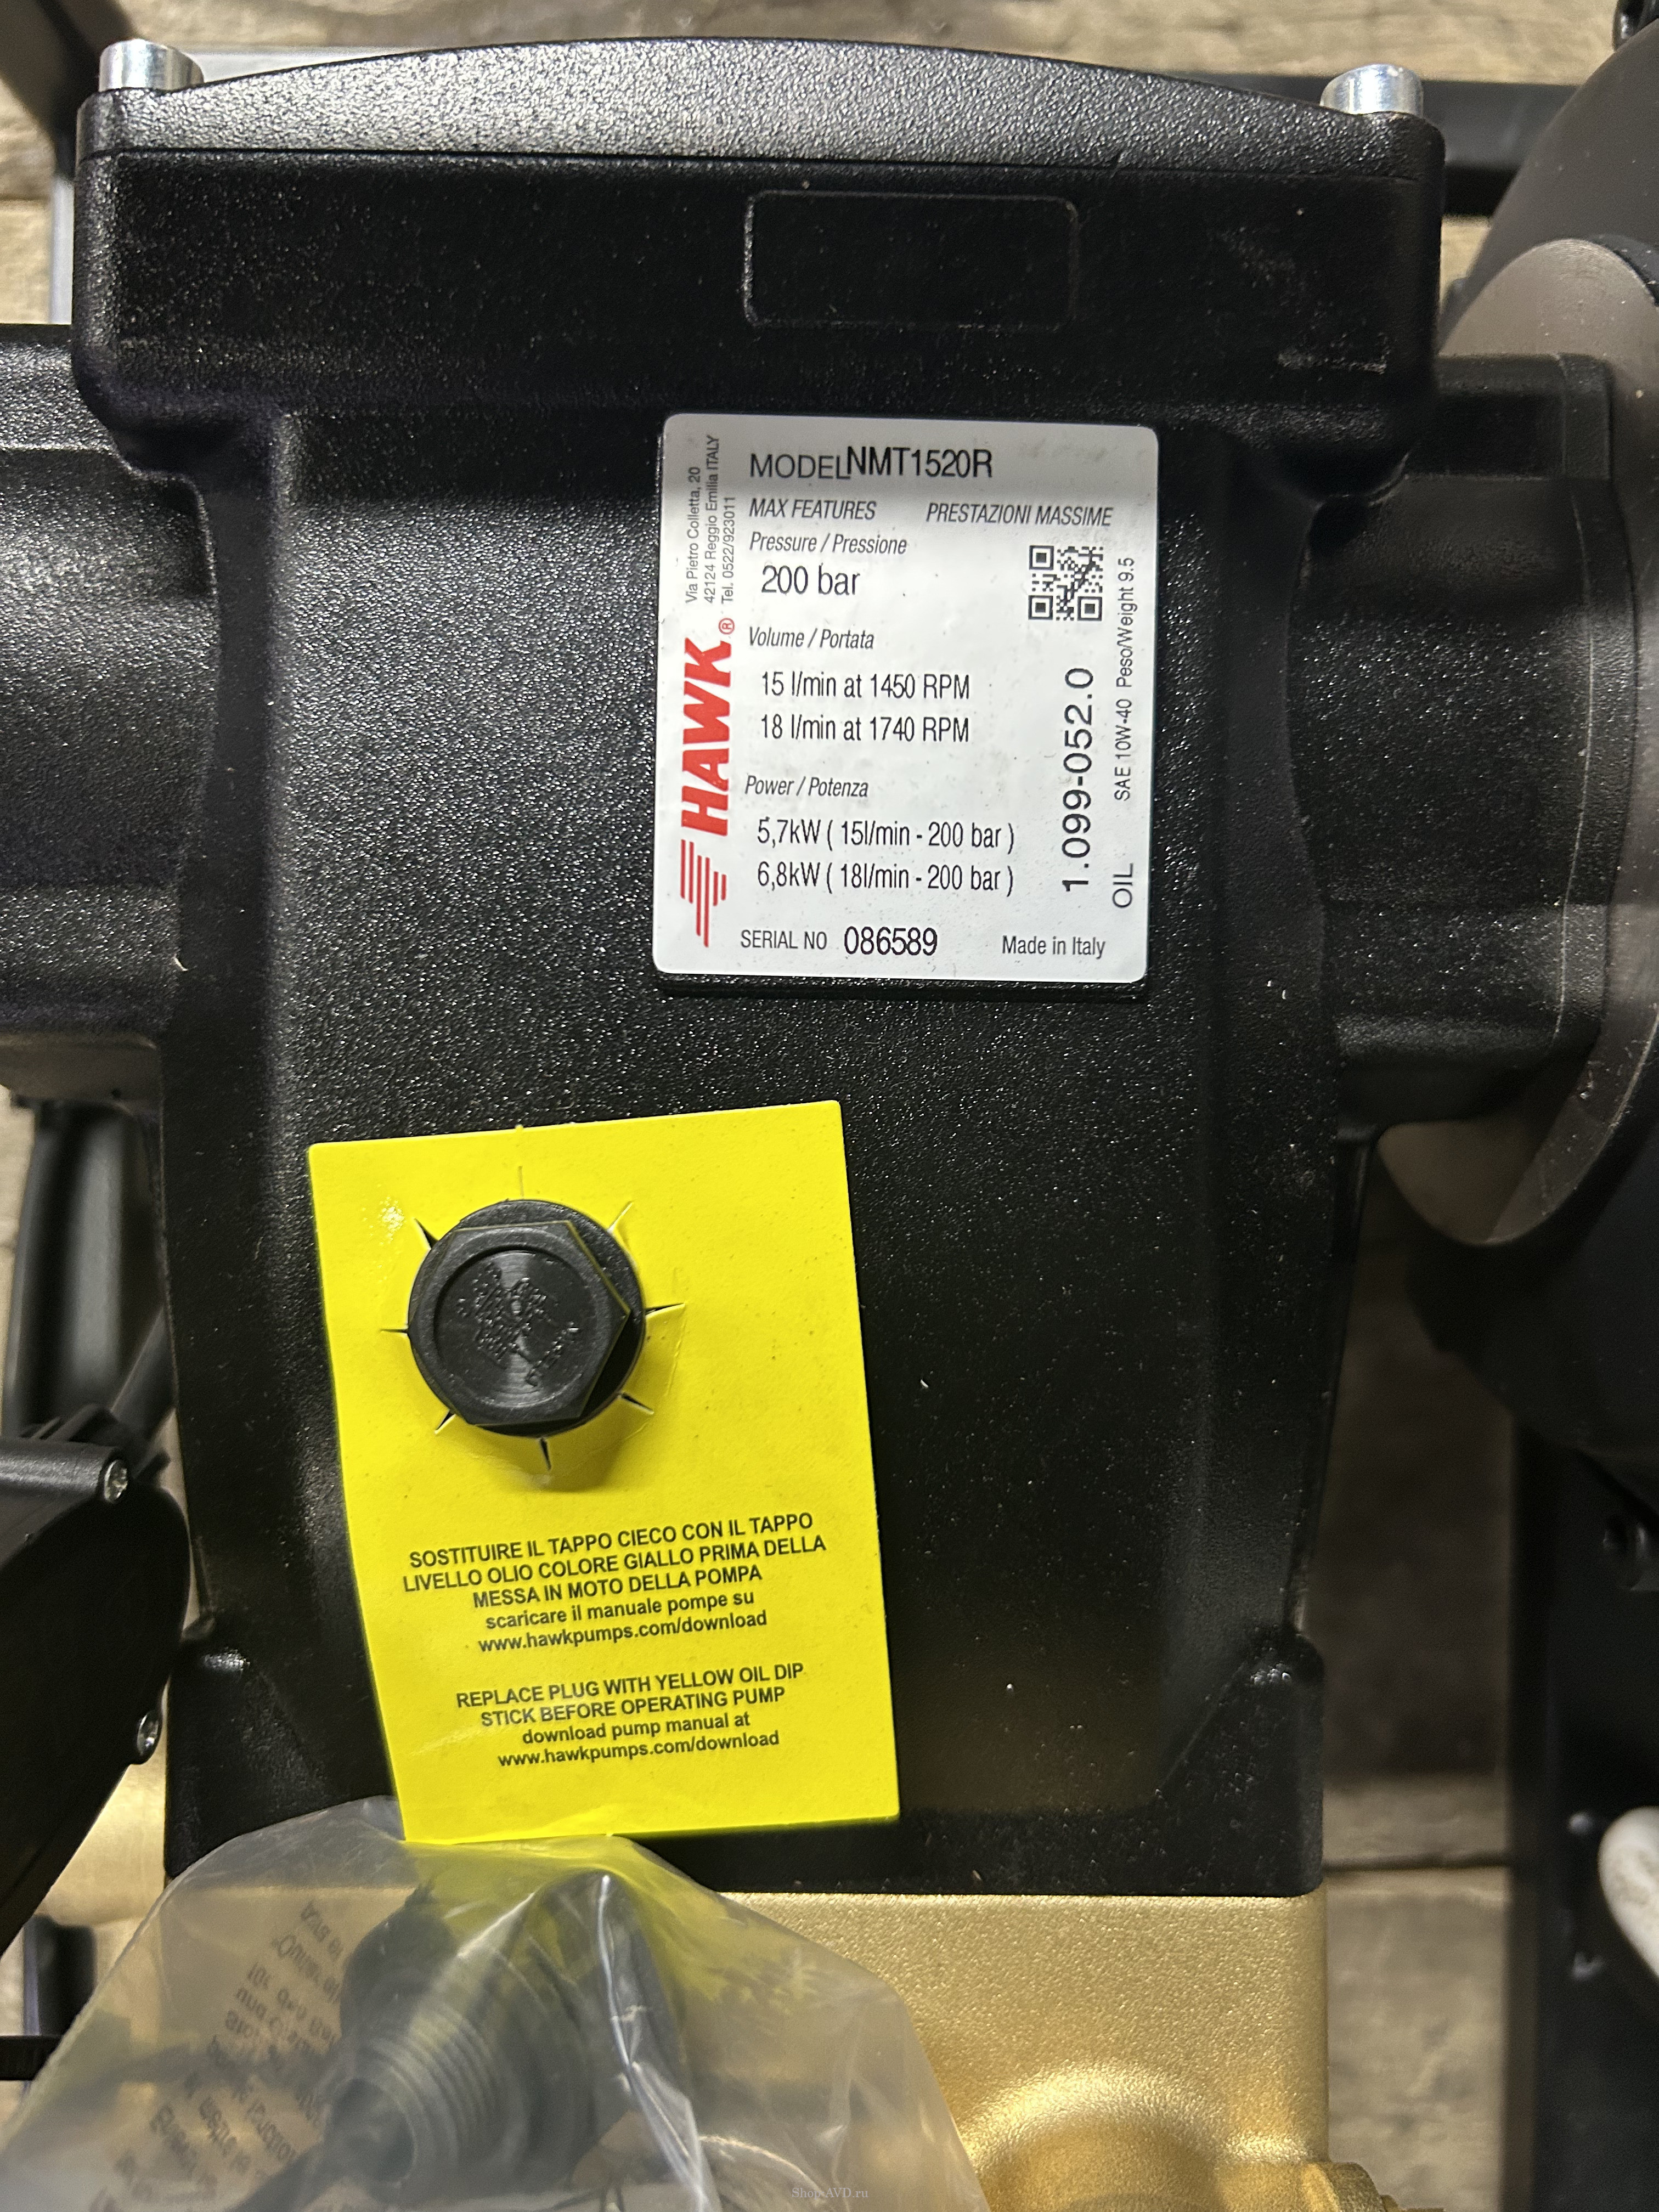 MODEL NMT1520R
MAX FEATURES PRESTAZIONI MASSIME
Pressure / Pressione
200 bar
Volume / Portata
15 l/min at 1450 RPM
18 l/min at 1740 RPM
Power / Potenza
5,7kW ( 15l/min - 200 bar )
6,8kW ( 18l/min - 200 bar )
SERIAL NO 086589 Made in Italy
HAWK®
Via Pietro Colletta, 20
42124 Reggio Emilia ITALY
Tel. 0522/923011
1.099-052.0
OIL SAE 10W-40 Peso/Weight 9.5
SOSTITUIRE IL TAPPO CIECO CON IL TAPPO
LIVELLO OLIO COLORE GIALLO PRIMA DELLA
MESSA IN MOTO DELLA POMPA
scaricare il manuale pompe su
www.hawkpumps.com/download
REPLACE PLUG WITH YELLOW OIL DIP
STICK BEFORE OPERATING PUMP
download pump manual at
www.hawkpumps.com/download
Shop.AVD.ru